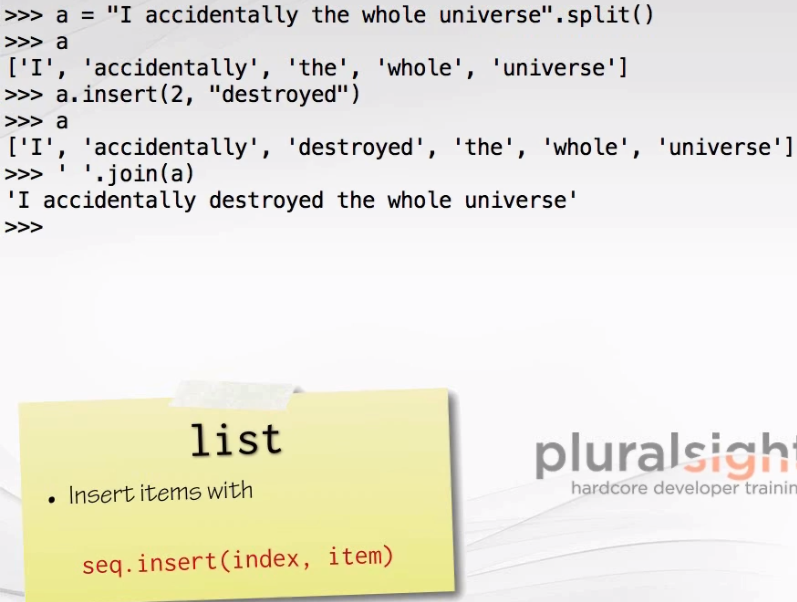 >>> a = "I accidentally the whole universe".split()
>>> a
['I', 'accidentally', 'the', 'whole', 'universe']
>>> a.insert(2, "destroyed")
>>> a
['I', 'accidentally', 'destroyed', 'the', 'whole', 'universe']
>>> ' '.join(a)
'I accidentally destroyed the whole universe'
>>>
list
• Insert items with
seq.insert(index, item)
pluralsight
hardcore developer trainin